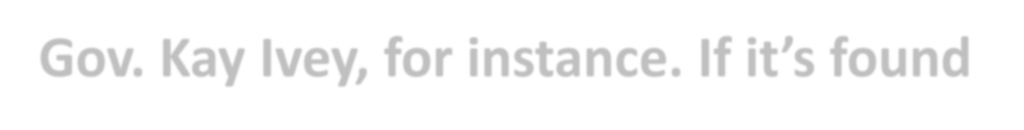 Gov. Kay Ivey, for instance. If it’s found